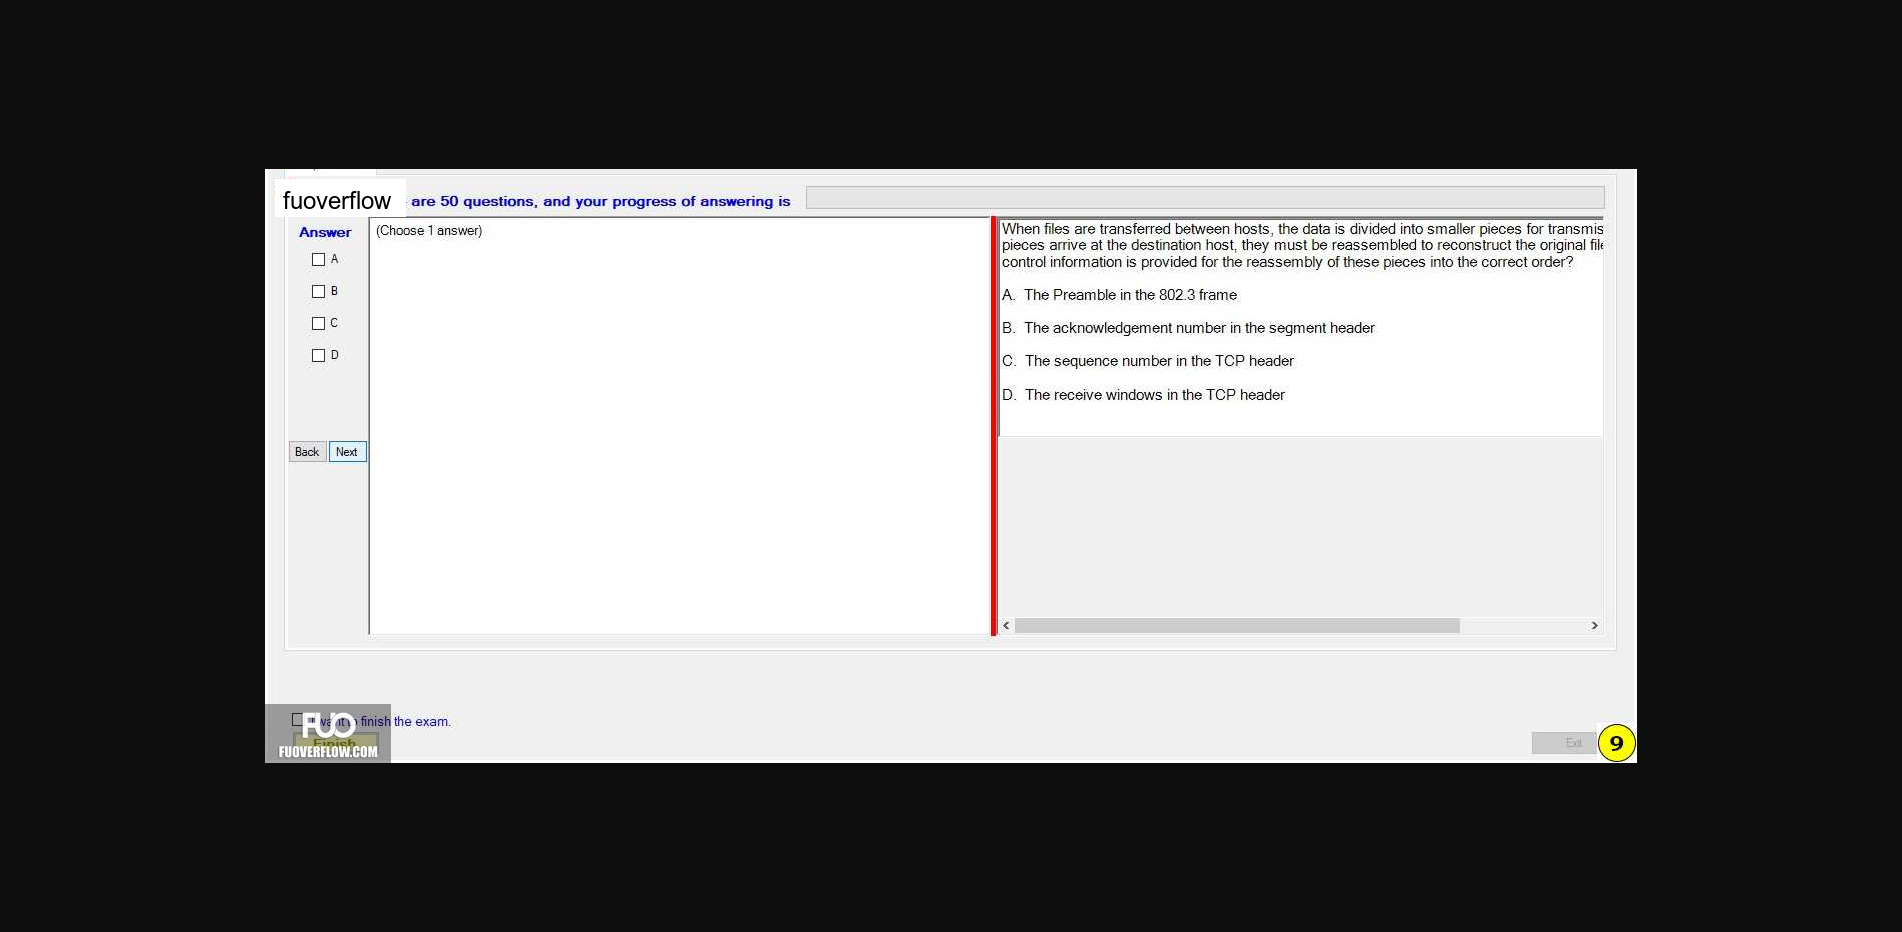 fuoverflow are 50 questions, and your progress of answering is
Answer
A
B
C
D
Back Next
(Choose 1 answer)
When files are transferred between hosts, the data is divided into smaller pieces for transmis
pieces arrive at the destination host, they must be reassembled to reconstruct the original file
control information is provided for the reassembly of these pieces into the correct order?
A. The Preamble in the 802.3 frame
B. The acknowledgement number in the segment header
C. The sequence number in the TCP header
D. The receive windows in the TCP header
I want to finish the exam.
Finish
FUO
FUOVERFLOW.COM
Exit
9